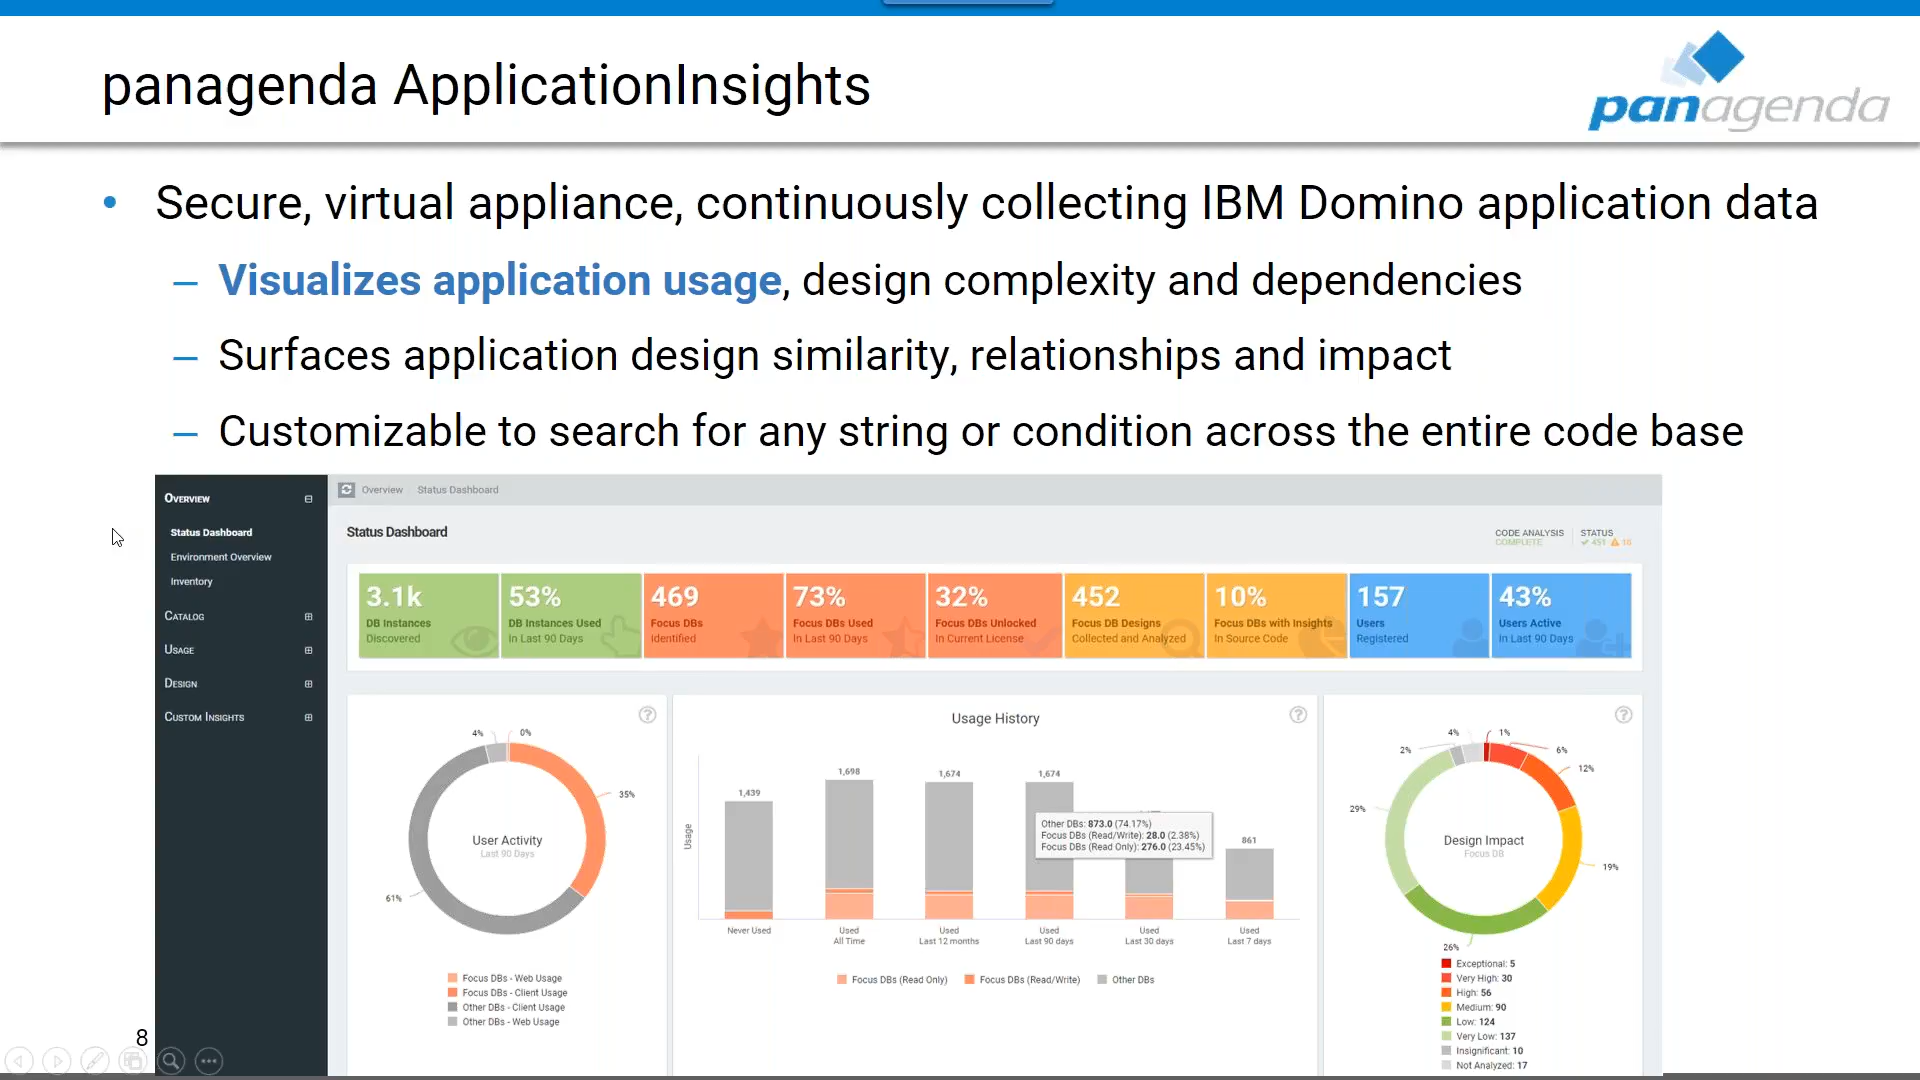 panagenda ApplicationInsights
panagenda
• Secure, virtual appliance, continuously collecting IBM Domino application data
– Visualizes application usage, design complexity and dependencies
– Surfaces application design similarity, relationships and impact
– Customizable to search for any string or condition across the entire code base
OVERVIEW
Status Dashboard
Environment Overview
Inventory
CATALOG
USAGE
DESIGN
CUSTOM INSIGHTS
Overview Status Dashboard
Status Dashboard
CODE ANALYSIS
COMPLETE
STATUS
451 18
3.1k
DB Instances
Discovered
53%
DB Instances Used
In Last 90 Days
469
Focus DBs
Identified
73%
Focus DBs Used
In Last 90 Days
32%
Focus DBs Unlocked
In Current License
452
Focus DB Designs
Collected and Analyzed
10%
Focus DBs with Insights
In Source Code
157
Users
Registered
43%
Users Active
In Last 90 Days
4% 0%
35%
61%
User Activity
Last 90 Days
Focus DBs - Web Usage
Focus DBs - Client Usage
Other DBs - Client Usage
Other DBs - Web Usage
Usage History
Usage
1,439
1,698
1,674
1,674
861
Other DBs: 873.0 (74.17%)
Focus DBs (Read/Write): 28.0 (2.38%)
Focus DBs (Read Only): 276.0 (23.45%)
Never Used
Used
All Time
Used
Last 12 months
Used
Last 90 days
Used
Last 30 days
Used
Last 7 days
Focus DBs (Read Only) Focus DBs (Read/Write) Other DBs
4% 1%
2% 6%
12%
29%
19%
26%
Design Impact
Focus DB
Exceptional: 5
Very High: 30
High: 56
Medium: 90
Low: 124
Very Low: 137
Insignificant: 10
Not Analyzed: 17
8